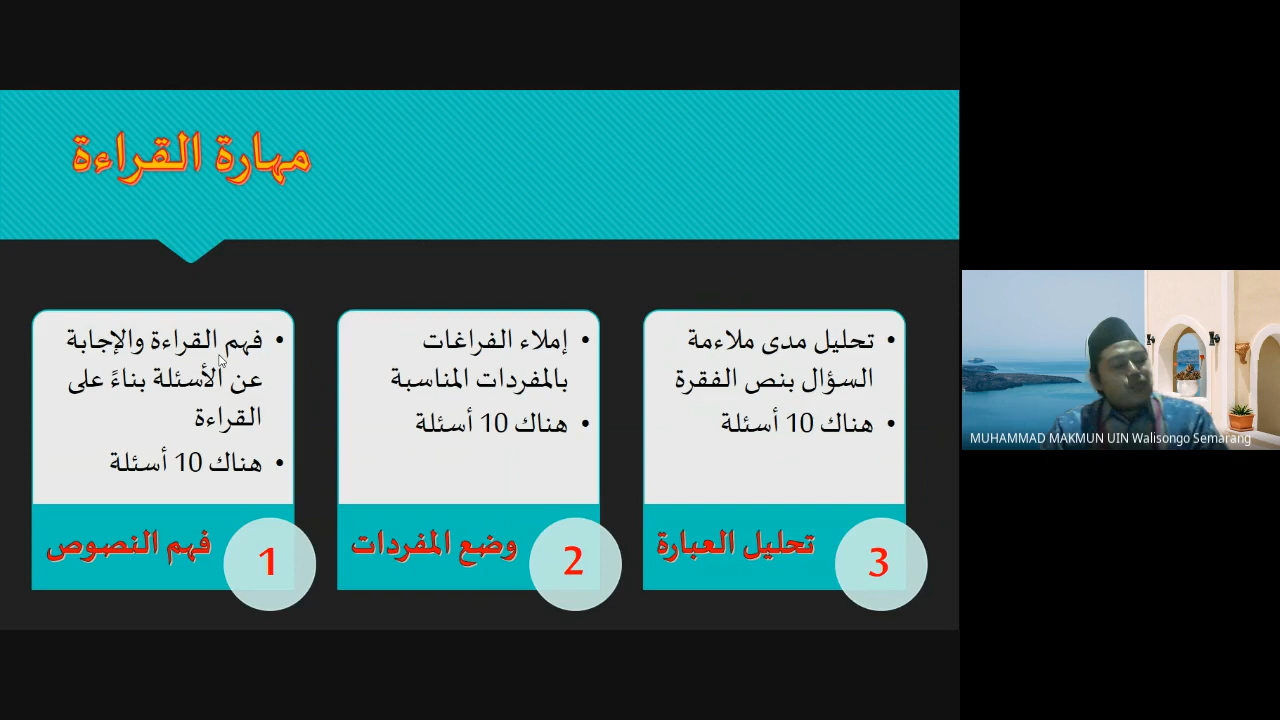 مهارة القراءة
فهم القراءة والإجابة
عن الأسئلة بناءً على
القراءة
هناك 10 أسئلة
فهم النصوص
1
إملاء الفراغات
بالمفردات المناسبة
هناك 10 أسئلة
وضع المفردات
2
تحليل مدى ملاءمة
السؤال بنص الفقرة
هناك 10 أسئلة
تحليل العبارة
3
MUHAMMAD MAKMUN UIN Walisongo Semarang